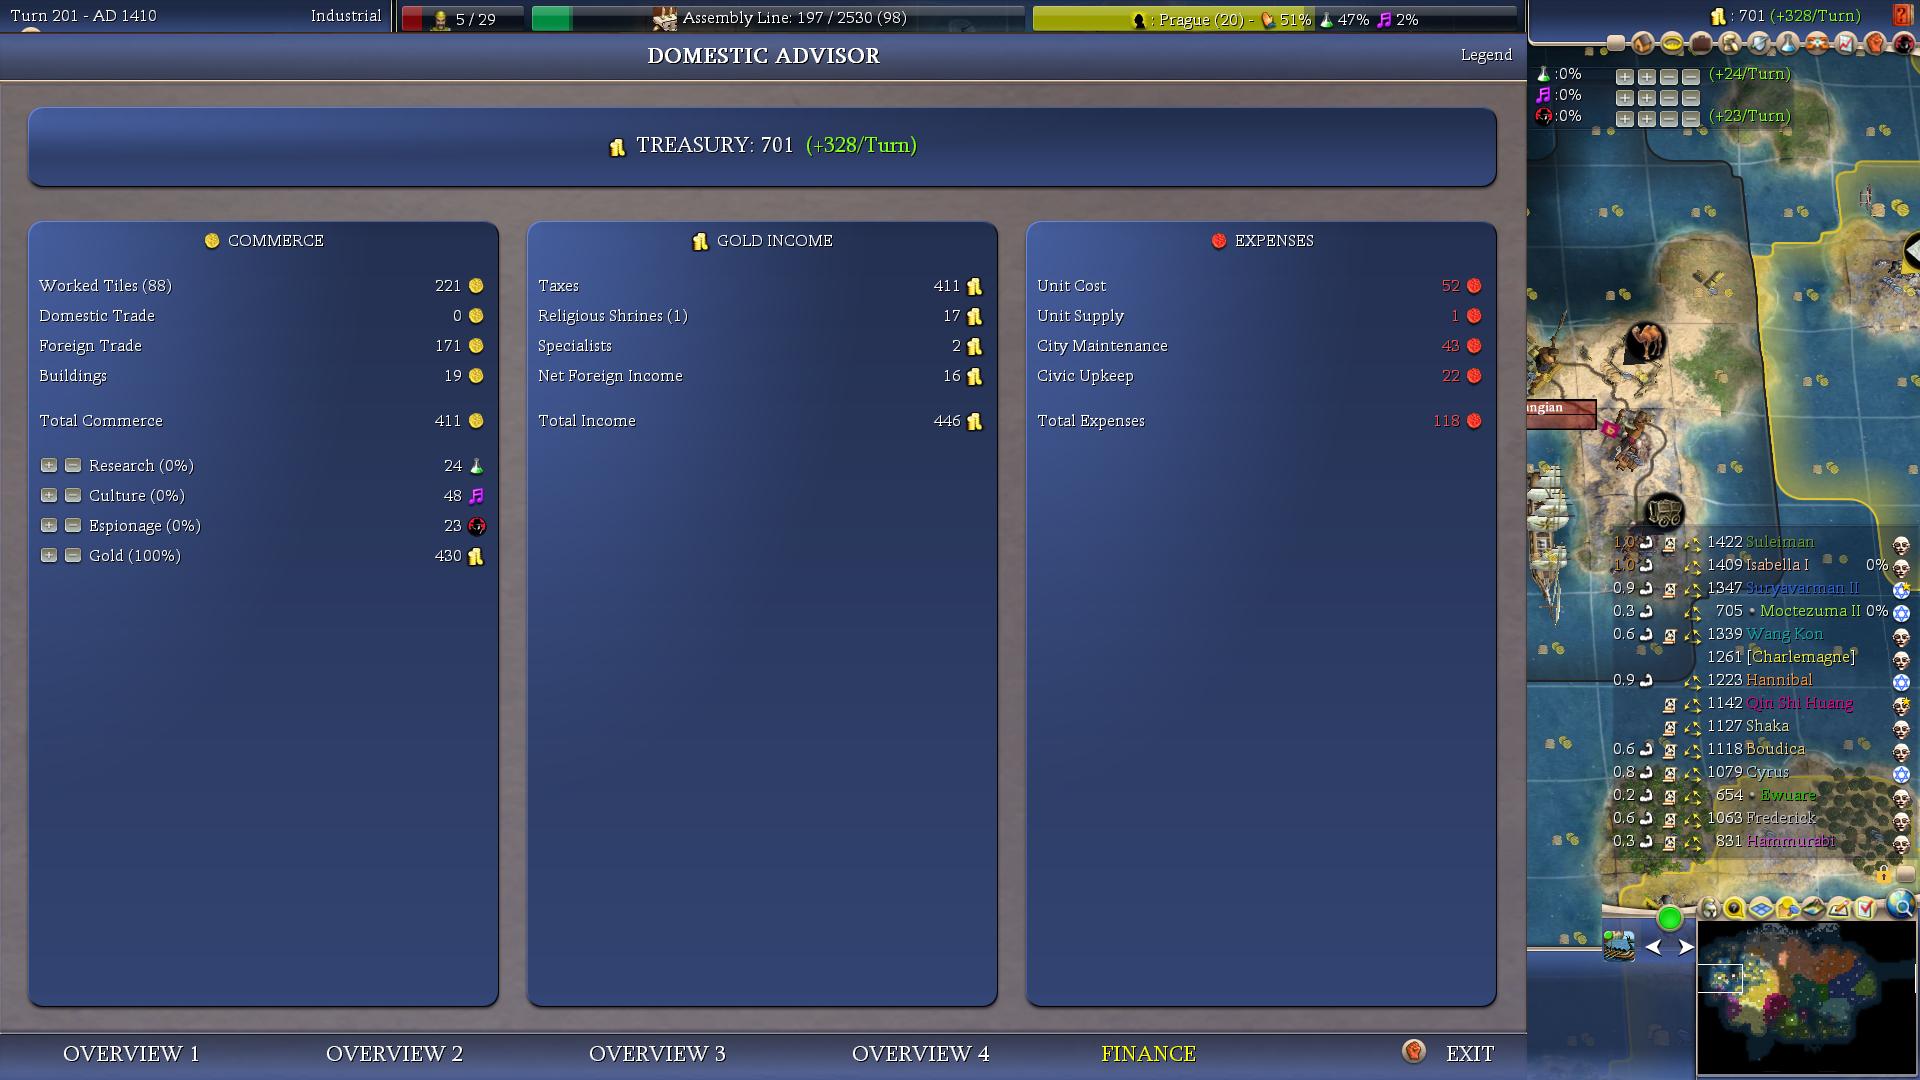 Turn 201 - AD 1410
Industrial
5 / 29
Assembly Line: 197 / 2530 (98)
: Prague (20) - 51% 47% 2%
: 701 (+328/Turn)
DOMESTIC ADVISOR
Legend
:0% (+24/Turn)
:0%
:0% (+23/Turn)
TREASURY: 701 (+328/Turn)
COMMERCE
Worked Tiles (88) 221
Domestic Trade 0
Foreign Trade 171
Buildings 19
Total Commerce 411
Research (0%) 24
Culture (0%) 48
Espionage (0%) 23
Gold (100%) 430
GOLD INCOME
Taxes 411
Religious Shrines (1) 17
Specialists 2
Net Foreign Income 16
Total Income 446
EXPENSES
Unit Cost 52
Unit Supply 1
City Maintenance 43
Civic Upkeep 22
Total Expenses 118
ngian
1.0 1422 Suleiman
1.0 1409 Isabella I 0%
0.9 1347 Suryavarman II
0.3 705 • Moctezuma II 0%
0.6 1339 Wang Kon
1261 [Charlemagne]
0.9 1223 Hannibal
1142 Qin Shi Huang
1127 Shaka
0.6 1118 Boudica
0.8 1079 Cyrus
0.2 654 • Ewuare
0.6 1063 Frederick
0.3 831 Hammurabi
OVERVIEW 1
OVERVIEW 2
OVERVIEW 3
OVERVIEW 4
FINANCE
EXIT